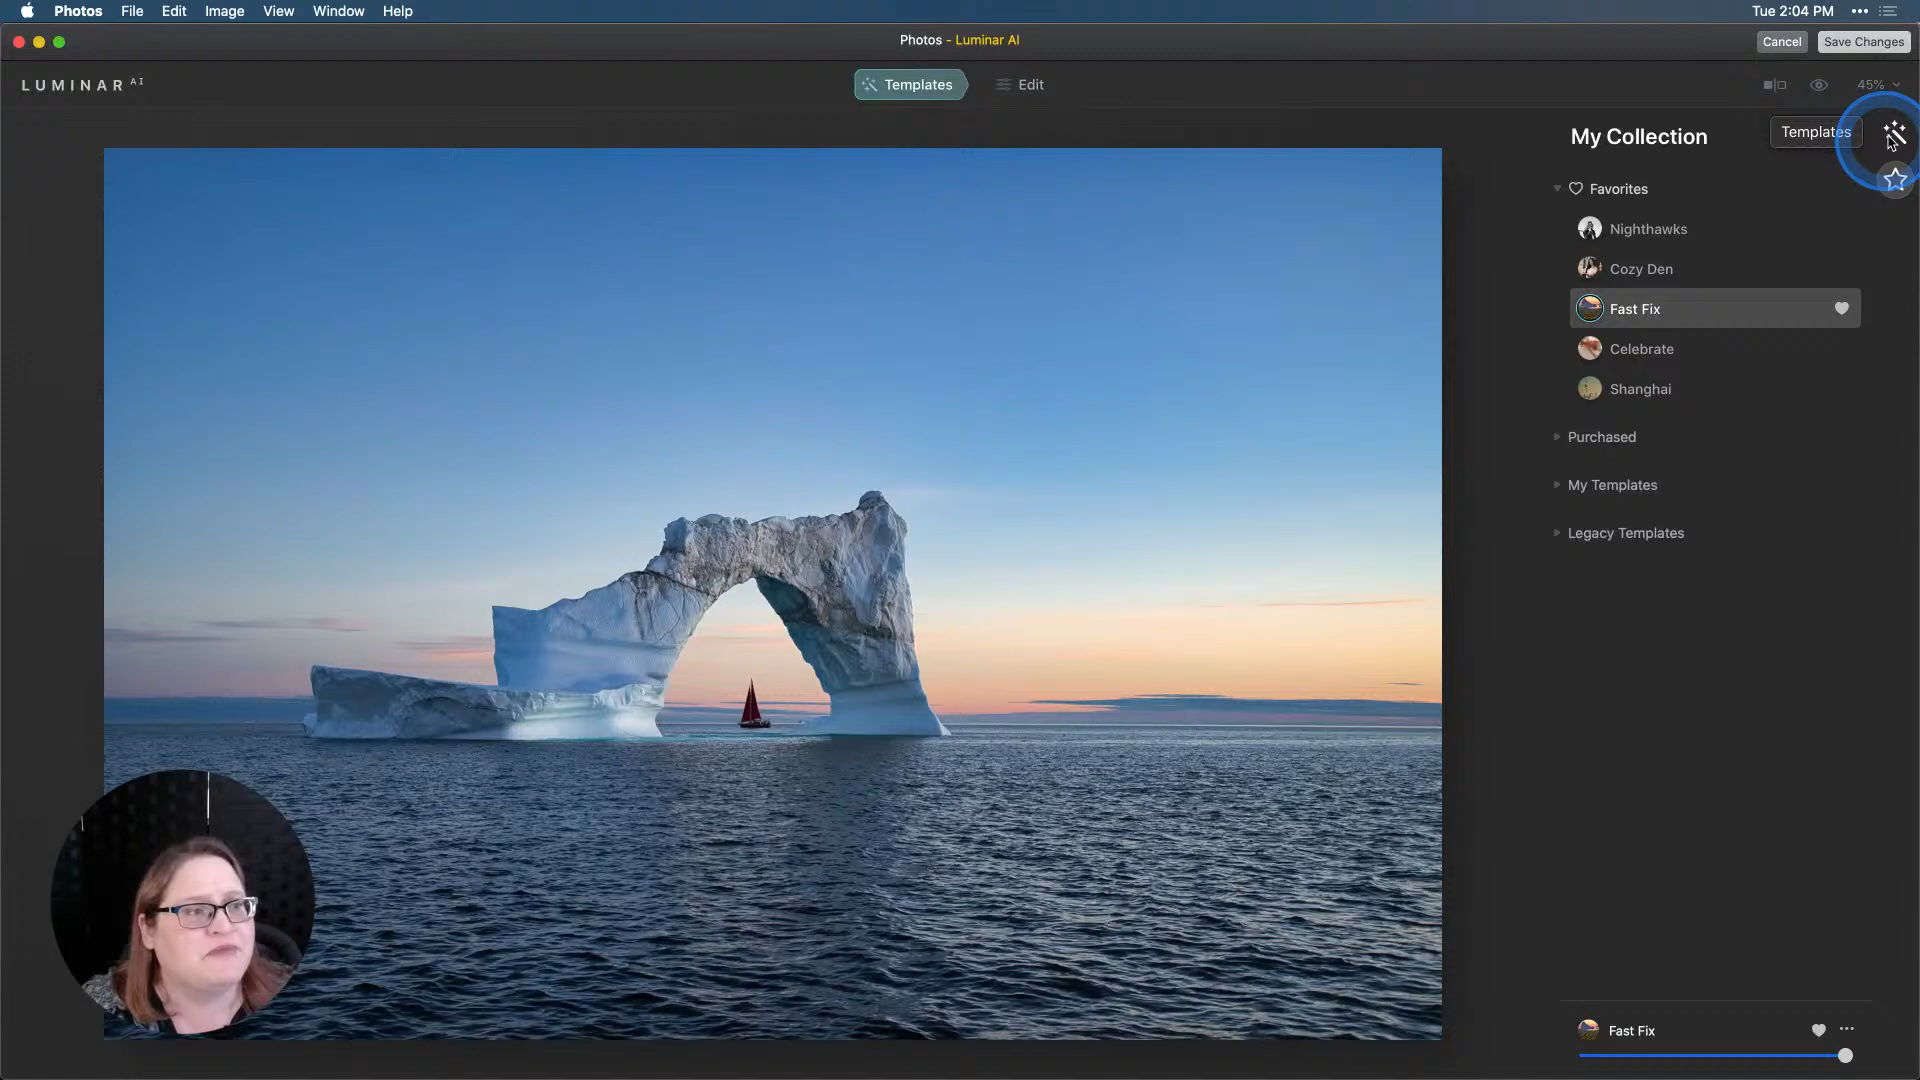 Photos File Edit Image View Window Help Tue 2:04 PM
Photos - Luminar AI
Cancel Save Changes
LUMINAR AI
Templates Edit 45%
My Collection Templates
Favorites
Nighthawks
Cozy Den
Fast Fix
Celebrate
Shanghai
Purchased
My Templates
Legacy Templates
Fast Fix